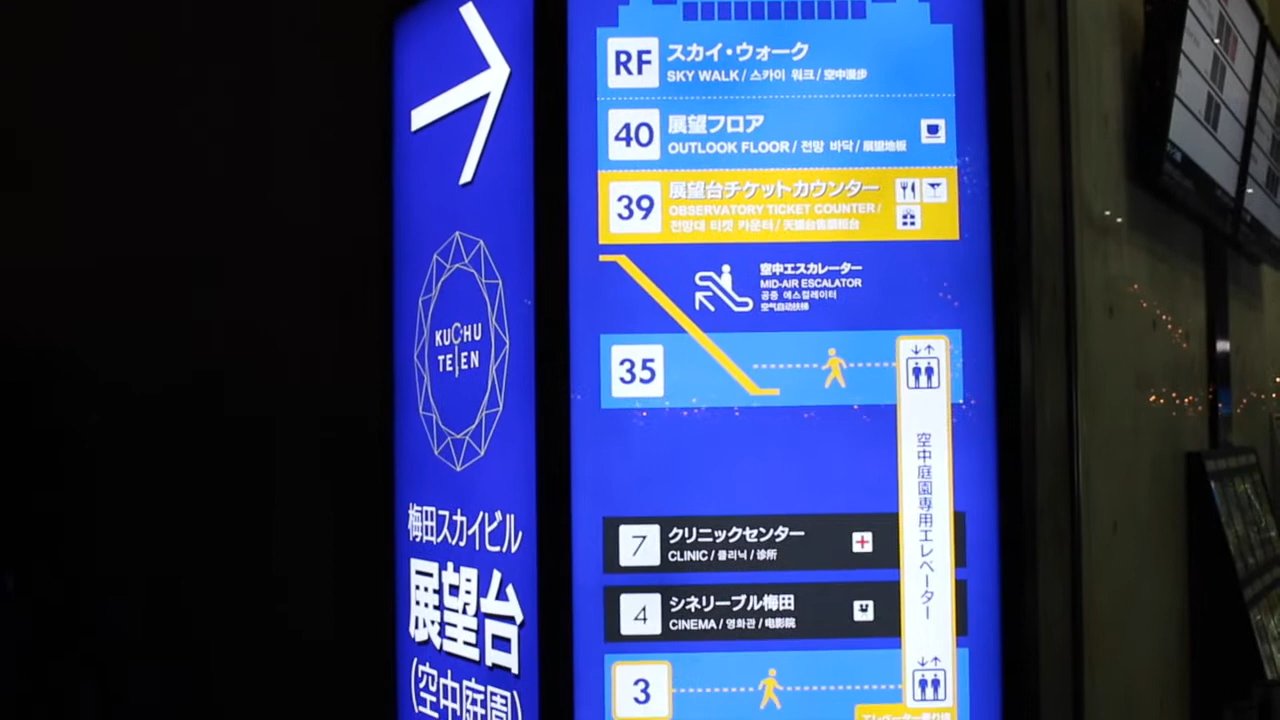 KUCHU
TEIEN
梅田スカイビル
展望台
(空中庭園)
RF
スカイ・ウォーク
SKY WALK / 스카이 워크 / 空中漫步
40
展望フロア
OUTLOOK FLOOR / 전망 바닥 / 展望地板
39
展望台チケットカウンター
OBSERVATORY TICKET COUNTER /
전망대 티켓 카운터 / 天望台售票柜台
空中エスカレーター
MID-AIR ESCALATOR
공중 에스컬레이터
空气自动扶梯
35
空中庭園専用エレベーター
7
クリニックセンター
CLINIC / 클리닉 / 诊所
4
シネリーブル梅田
CINEMA / 영화관 / 电影院
3